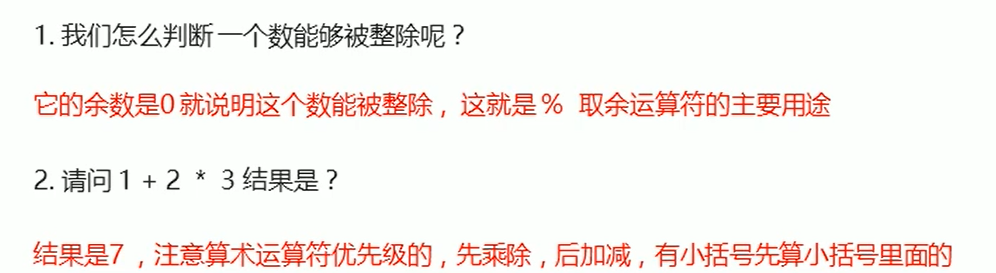 1. 我们怎么判断一个数能够被整除呢？
它的余数是0就说明这个数能被整除，这就是 % 取余运算符的主要用途
2. 请问 1 + 2 * 3 结果是？
结果是7，注意算术运算符优先级的，先乘除，后加减，有小括号先算小括号里面的